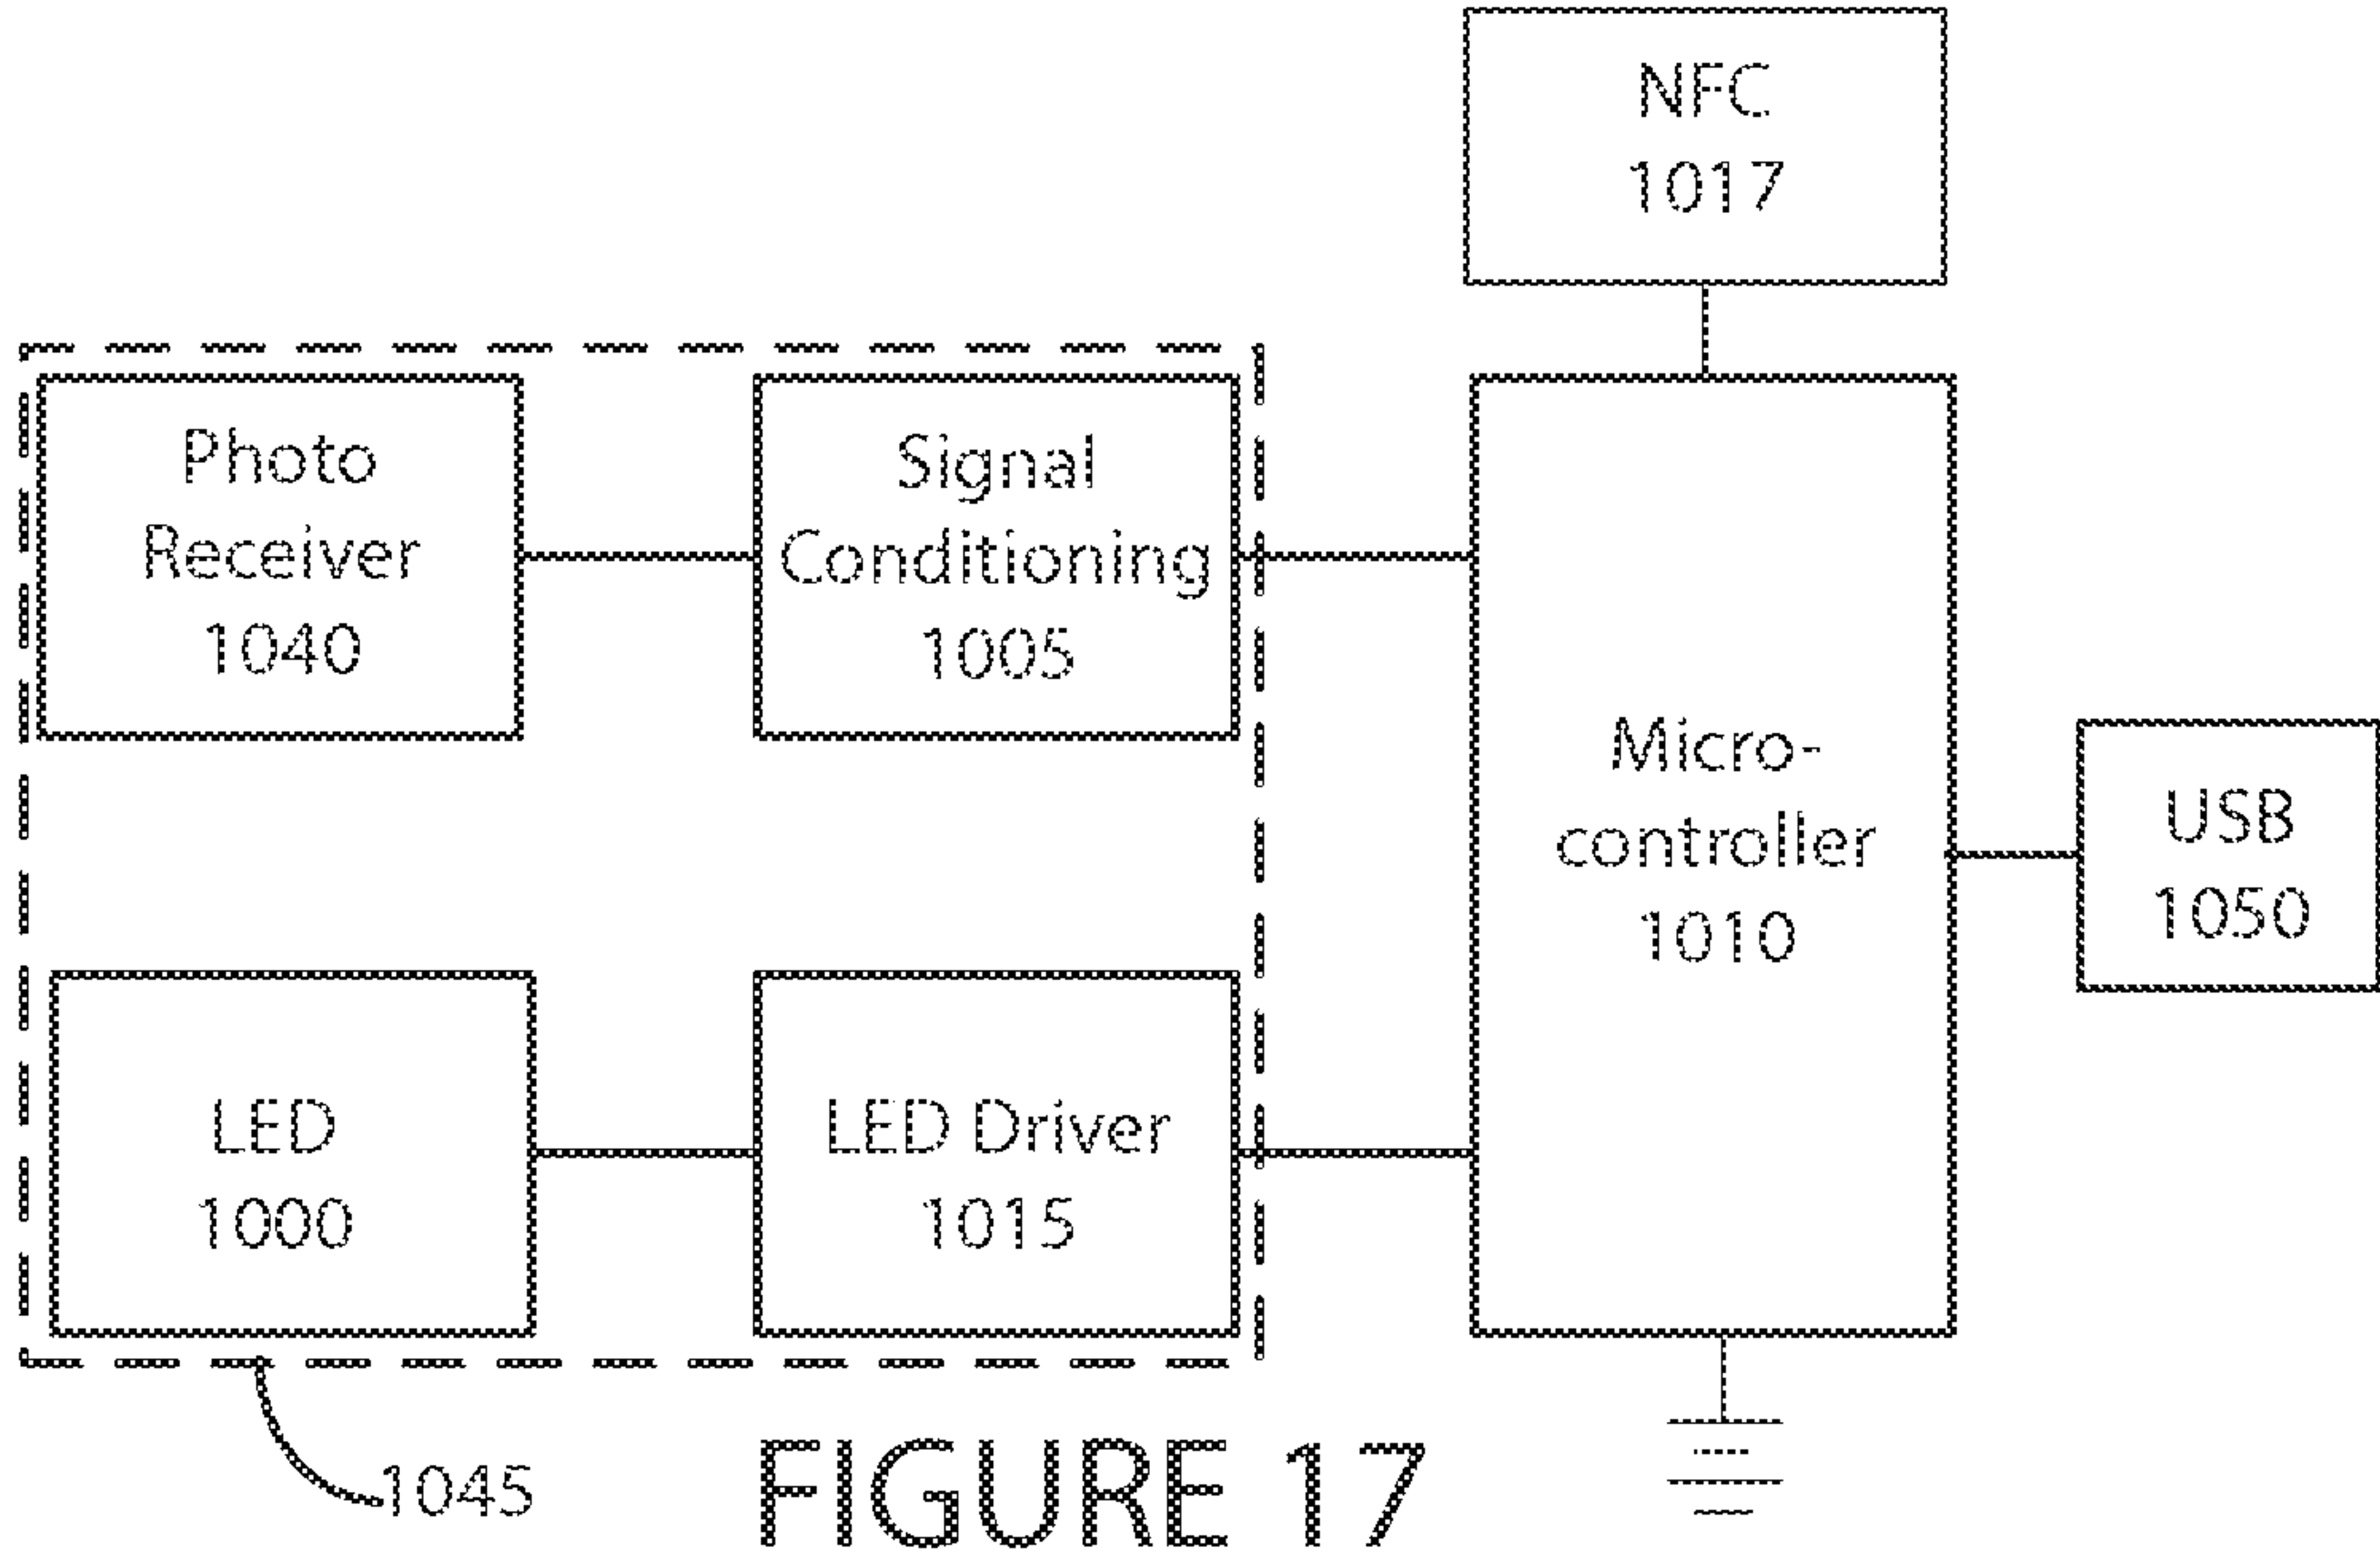 NFC
1017
Photo
Receiver
1040
Signal
Conditioning
1005
Micro-
controller
1010
USB
1050
LED
1000
LED Driver
1015
1045
FIGURE 17